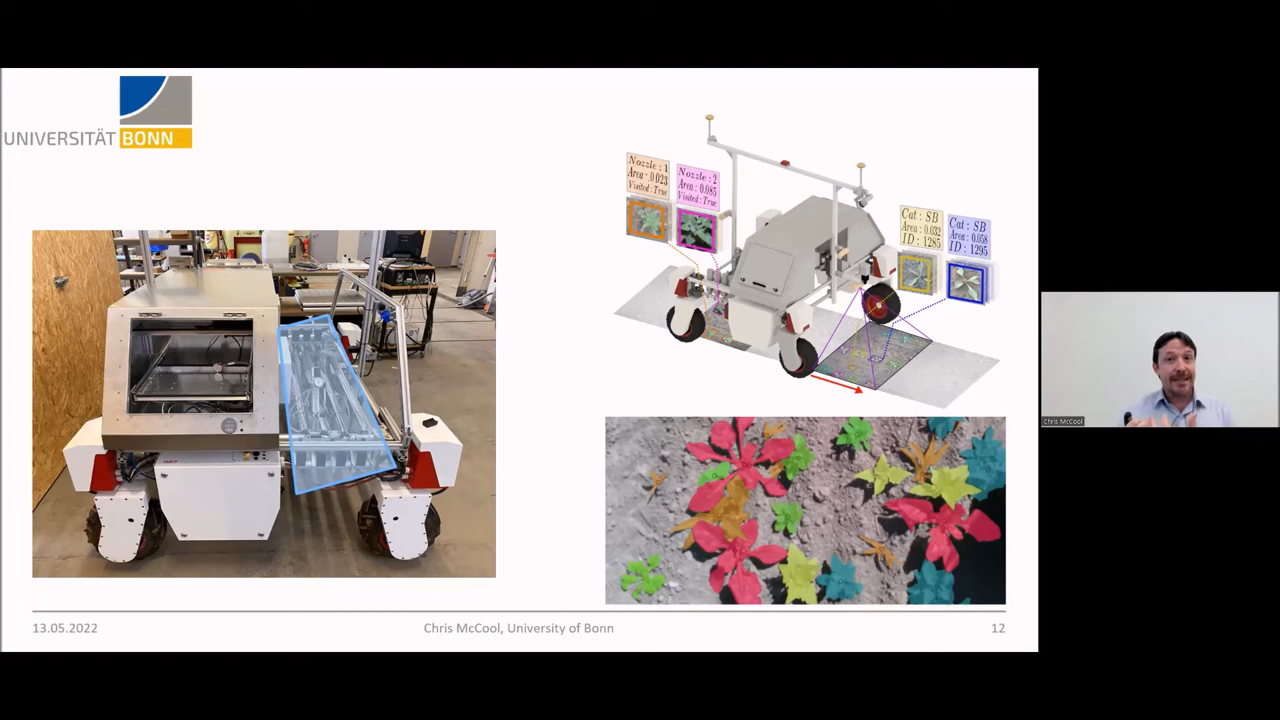 UNIVERSITÄT BONN
Nozzle : 1
Area : 0.023
Visited : True
Nozzle : 2
Area : 0.085
Visited : True
Cat : SB
Area : 0.032
ID : 1285
Cat : SB
Area : 0.058
ID : 1295
Chris McCool
13.05.2022
Chris McCool, University of Bonn
12